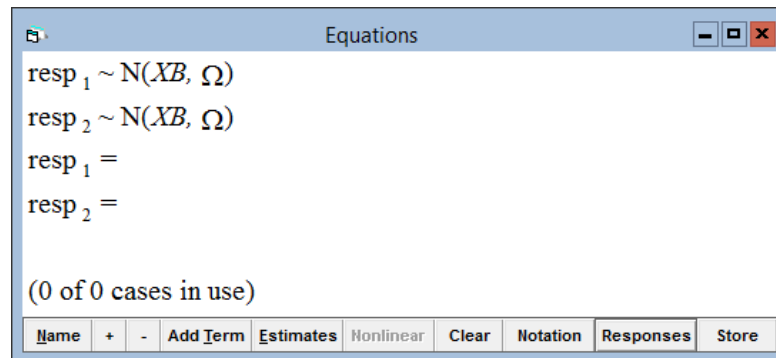 Equations
resp 1 ~ N(XB, Ω)
resp 2 ~ N(XB, Ω)
resp 1 =
resp 2 =
(0 of 0 cases in use)
Name + - Add Term Estimates Nonlinear Clear Notation Responses Store